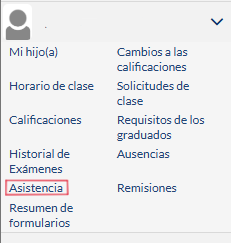 Mi hijo(a)
Cambios a las
calificaciones
Horario de clase
Solicitudes de
clase
Calificaciones
Requisitos de los
graduados
Historial de
Exámenes
Ausencias
Asistencia
Remisiones
Resumen de
formularios